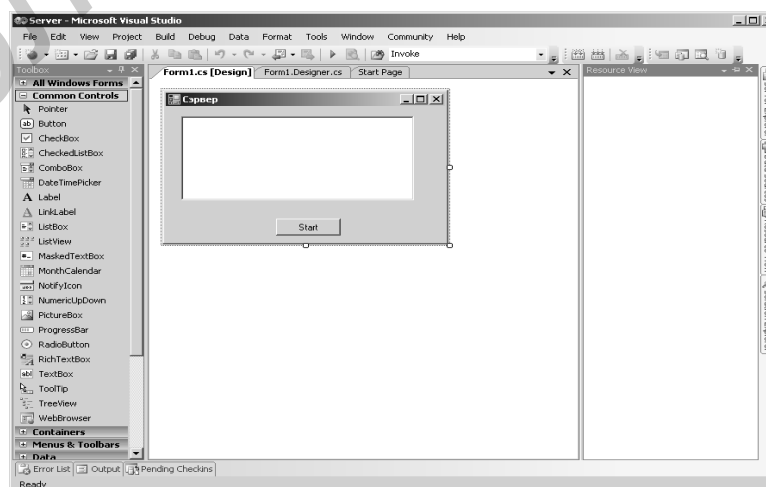 Server - Microsoft Visual Studio
File Edit View Project Build Debug Data Format Tools Window Community Help
Invoke
Toolbox
Form1.cs [Design] Form1.Designer.cs Start Page
Resource View
All Windows Forms
Common Controls
Pointer
Button
CheckBox
CheckedListBox
ComboBox
DateTimePicker
Label
LinkLabel
ListBox
ListView
MaskedTextBox
MonthCalendar
NotifyIcon
NumericUpDown
PictureBox
ProgressBar
RadioButton
RichTextBox
TextBox
ToolTip
TreeView
WebBrowser
Containers
Menus & Toolbars
Data
Сэрвер
Start
Error List Output Pending Checkins
Ready